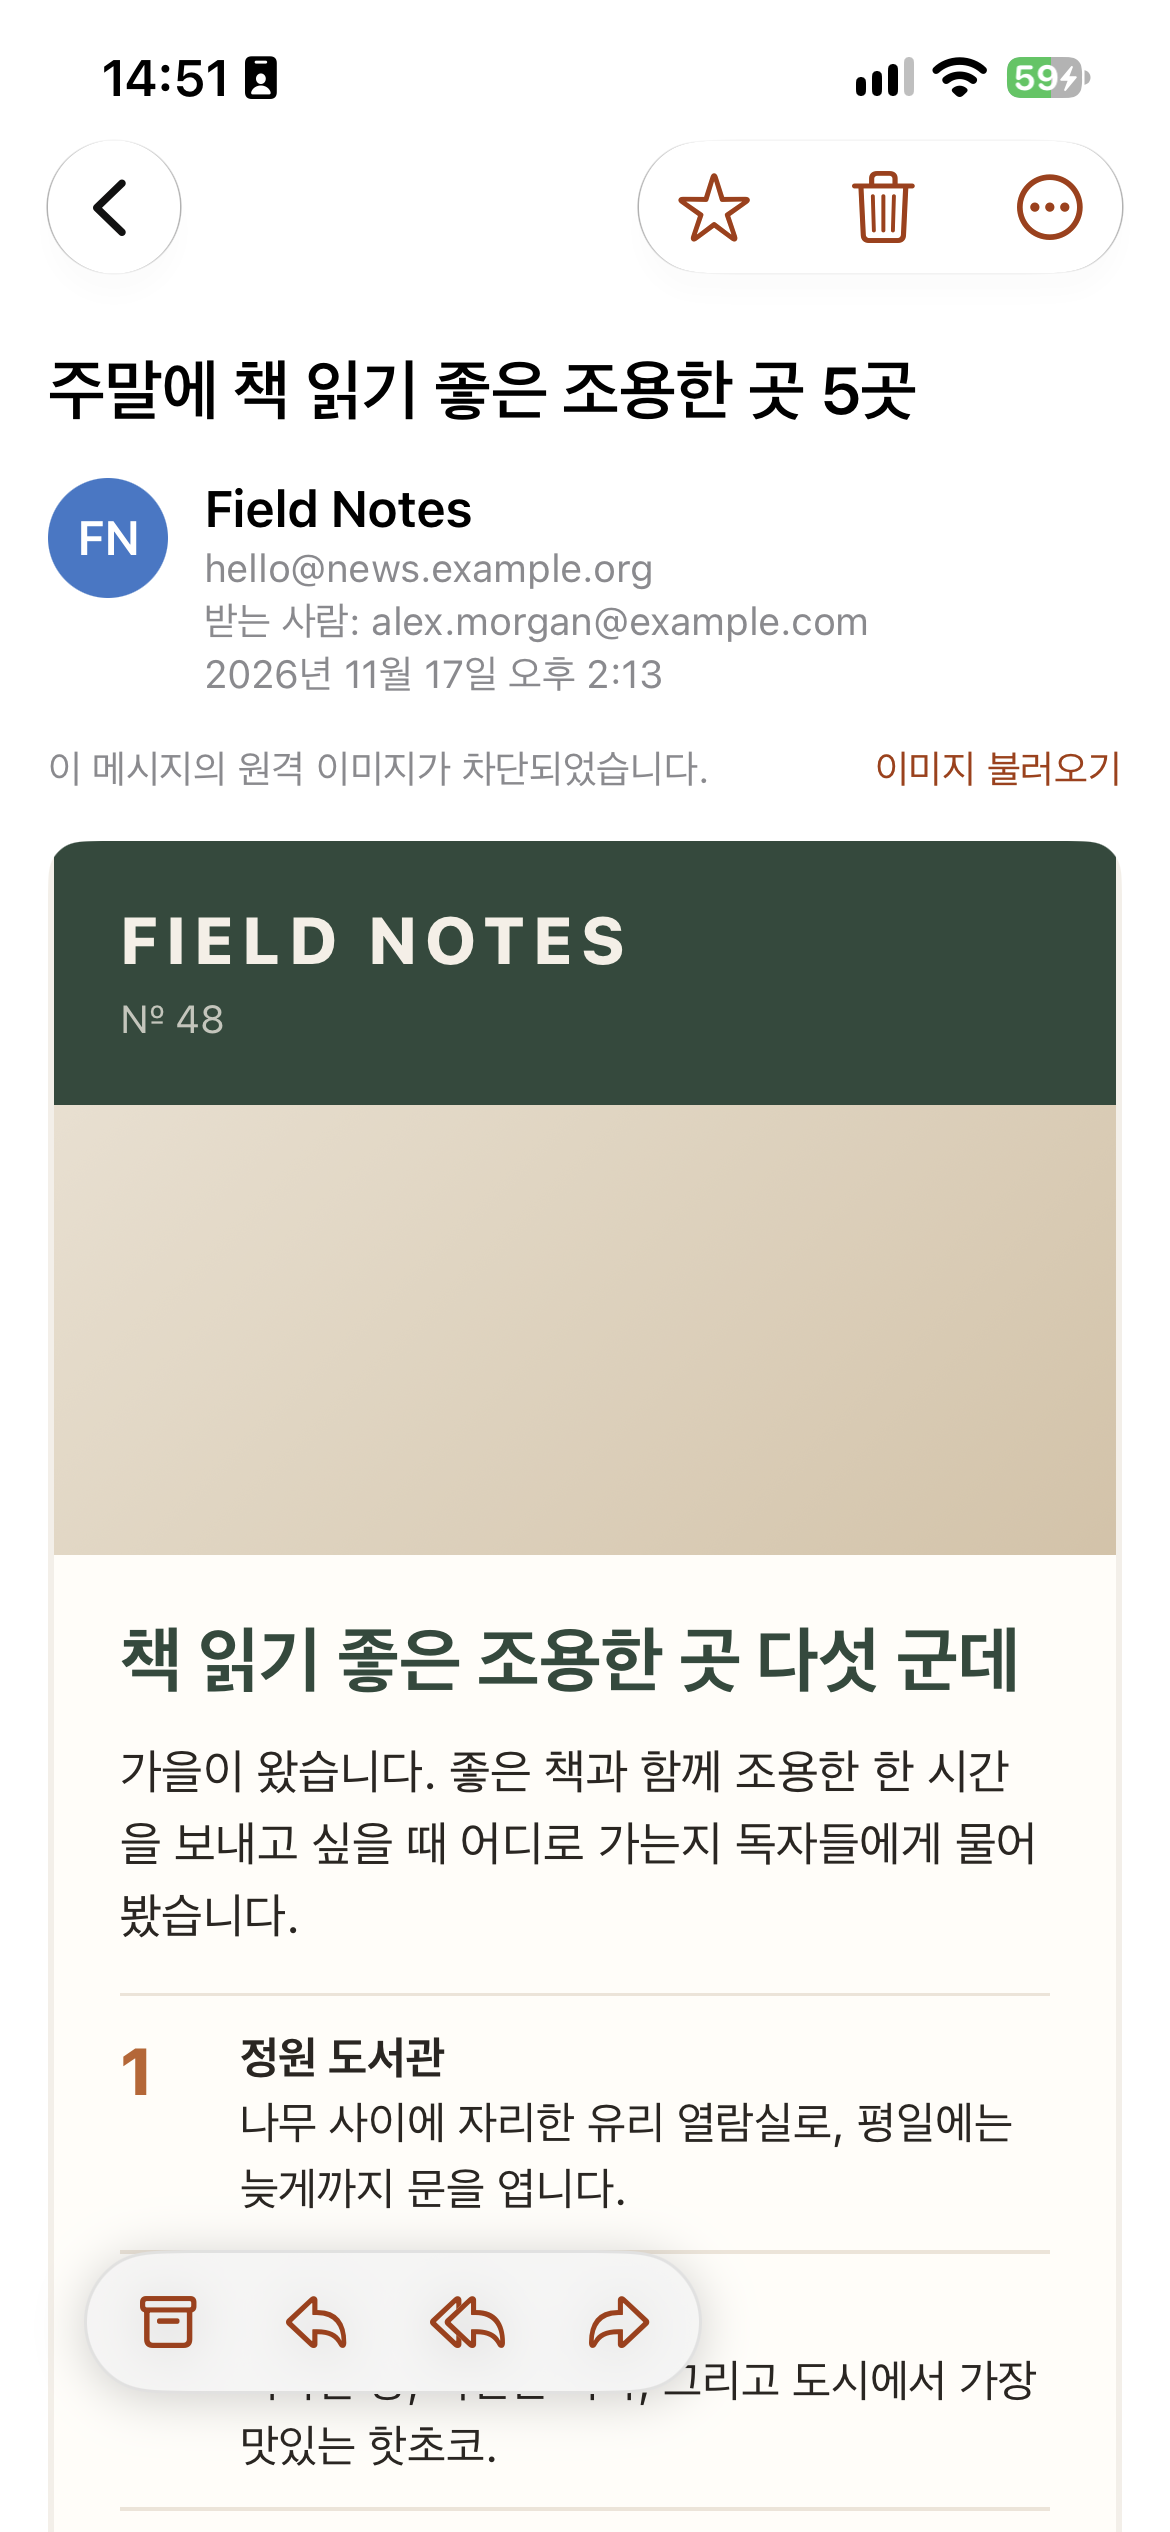 14:51
59
주말에 책 읽기 좋은 조용한 곳 5곳
FN
Field Notes
hello@news.example.org
받는 사람: alex.morgan@example.com
2026년 11월 17일 오후 2:13
이 메시지의 원격 이미지가 차단되었습니다.
이미지 불러오기
FIELD NOTES
Nº 48
책 읽기 좋은 조용한 곳 다섯 군데
가을이 왔습니다. 좋은 책과 함께 조용한 한 시간
을 보내고 싶을 때 어디로 가는지 독자들에게 물어
봤습니다.
1
정원 도서관
나무 사이에 자리한 유리 열람실로, 평일에는
늦게까지 문을 엽니다.
그리고 도시에서 가장
맛있는 핫초코.